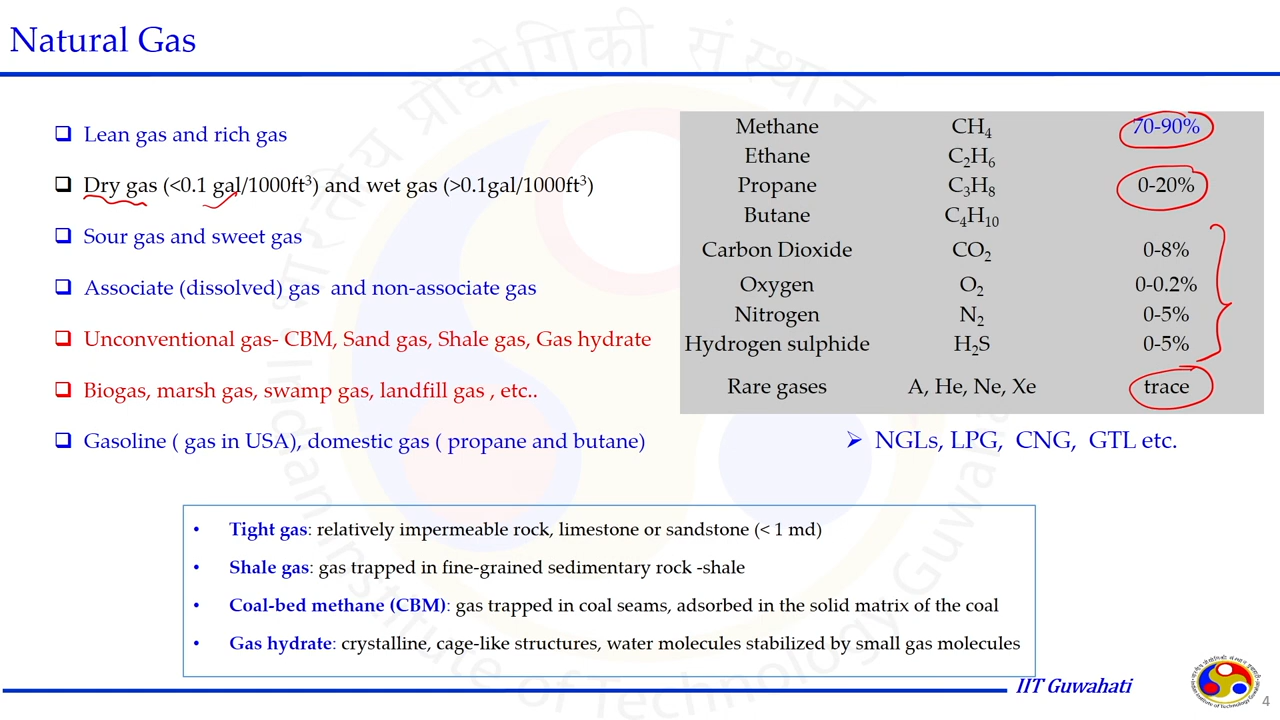 Natural Gas
❑ Lean gas and rich gas
❑ Dry gas (<0.1 gal/1000ft³) and wet gas (>0.1gal/1000ft³)
❑ Sour gas and sweet gas
❑ Associate (dissolved) gas and non-associate gas
❑ Unconventional gas- CBM, Sand gas, Shale gas, Gas hydrate
❑ Biogas, marsh gas, swamp gas, landfill gas , etc..
❑ Gasoline ( gas in USA), domestic gas ( propane and butane)
Methane CH₄ 70-90%
Ethane C₂H₆
Propane C₃H₈ 0-20%
Butane C₄H₁₀
Carbon Dioxide CO₂ 0-8%
Oxygen O₂ 0-0.2%
Nitrogen N₂ 0-5%
Hydrogen sulphide H₂S 0-5%
Rare gases A, He, Ne, Xe trace
➢ NGLs, LPG, CNG, GTL etc.
• Tight gas: relatively impermeable rock, limestone or sandstone (< 1 md)
• Shale gas: gas trapped in fine-grained sedimentary rock -shale
• Coal-bed methane (CBM): gas trapped in coal seams, adsorbed in the solid matrix of the coal
• Gas hydrate: crystalline, cage-like structures, water molecules stabilized by small gas molecules
IIT Guwahati
4